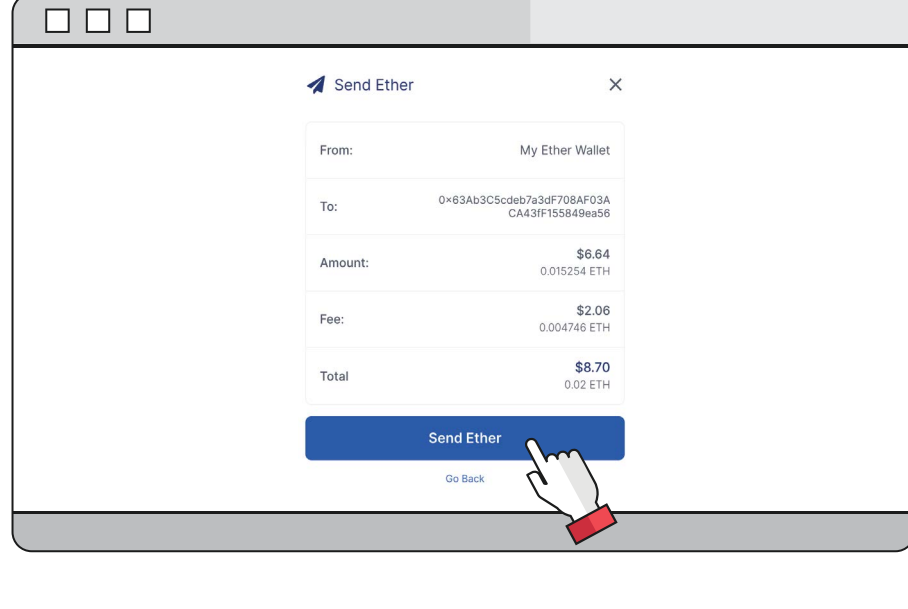 Send Ether
From:
My Ether Wallet
To:
0×63Ab3C5cdeb7a3dF708AF03A
CA43fF155849ea56
Amount:
$6.64
0.015254 ETH
Fee:
$2.06
0.004746 ETH
Total
$8.70
0.02 ETH
Send Ether
Go Back